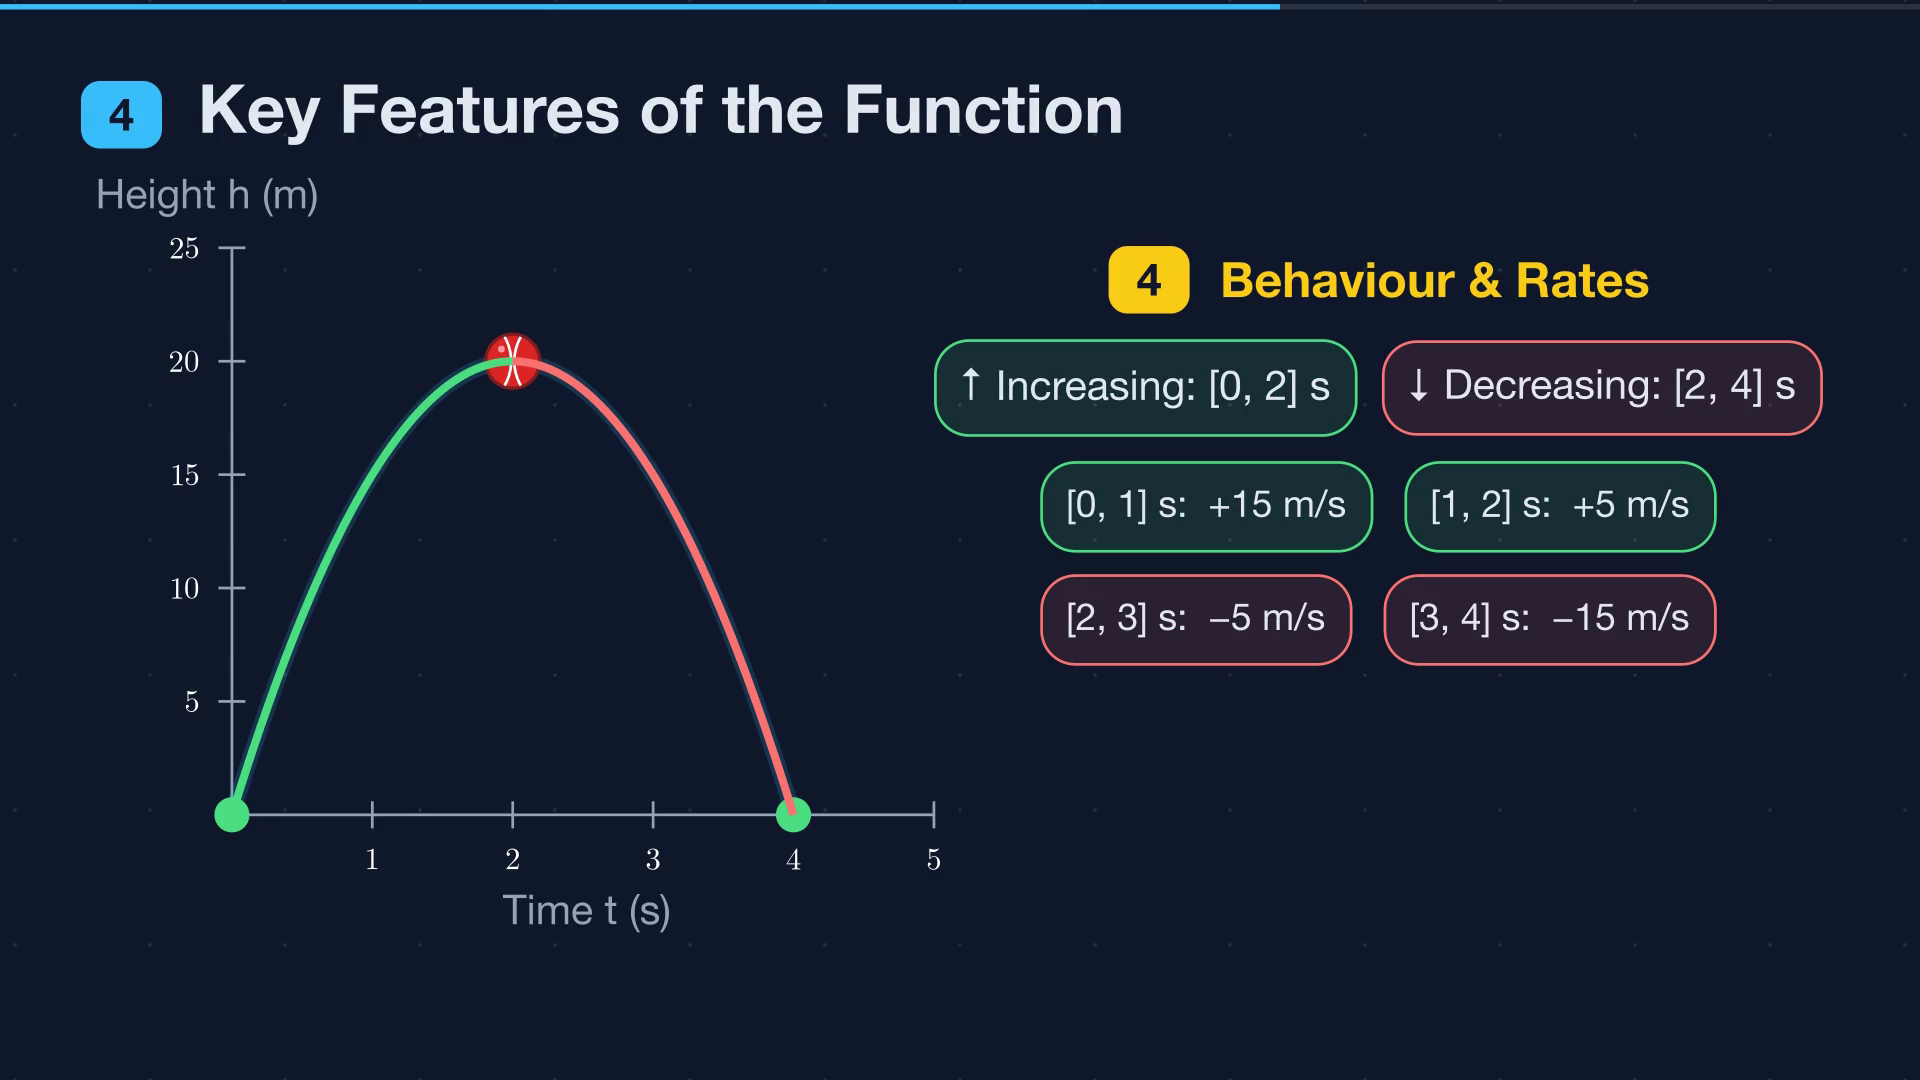 4 Key Features of the Function
Height h (m)
25
20
15
10
5
1 2 3 4 5
Time t (s)
4 Behaviour & Rates
↑ Increasing: [0, 2] s ↓ Decreasing: [2, 4] s
[0, 1] s: +15 m/s [1, 2] s: +5 m/s
[2, 3] s: −5 m/s [3, 4] s: −15 m/s